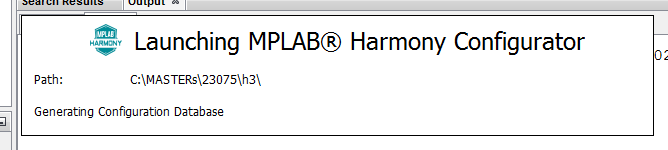 Search Results Output
MPLAB
HARMONY
Launching MPLAB® Harmony Configurator
Path: C:\MASTERs\23075\h3\
Generating Configuration Database